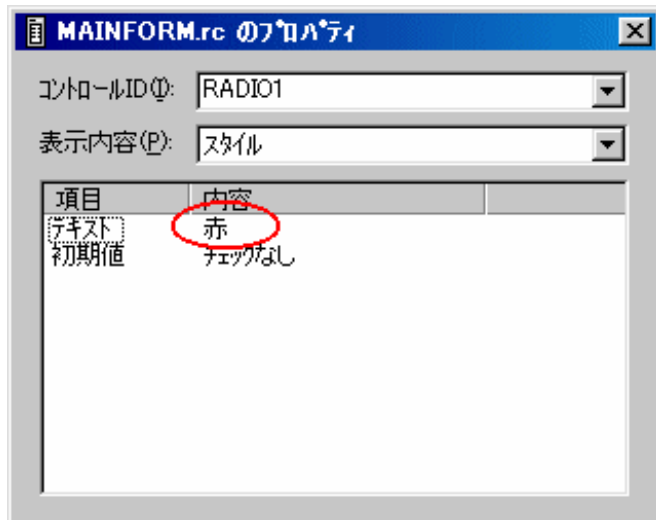 MAINFORM.rc のﾌﾟﾛﾊﾟﾃｨ
ｺﾝﾄﾛｰﾙID(I): RADIO1
表示内容(P): ｽﾀｲﾙ
項目 内容
ﾃｷｽﾄ 赤
初期値 ﾁｪｯｸなし